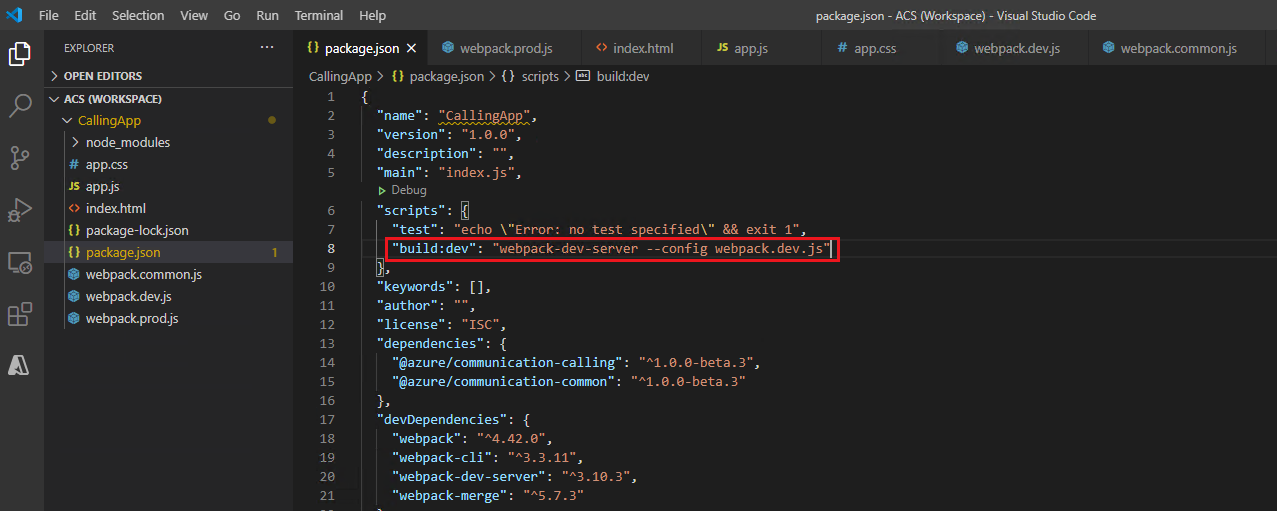 File Edit Selection View Go Run Terminal Help package.json - ACS (Workspace) - Visual Studio Code
EXPLORER ···
OPEN EDITORS
ACS (WORKSPACE)
CallingApp
node_modules
# app.css
JS app.js
<> index.html
{} package-lock.json
{} package.json 1
webpack.common.js
webpack.dev.js
webpack.prod.js
{} package.json × webpack.prod.js <> index.html JS app.js # app.css webpack.dev.js webpack.common.js
CallingApp > {} package.json > {} scripts > abc build:dev
1 {
2 "name": "CallingApp",
3 "version": "1.0.0",
4 "description": "",
5 "main": "index.js",
Debug
6 "scripts": {
7 "test": "echo \"Error: no test specified\" && exit 1",
8 "build:dev": "webpack-dev-server --config webpack.dev.js"
9 },
10 "keywords": [],
11 "author": "",
12 "license": "ISC",
13 "dependencies": {
14 "@azure/communication-calling": "^1.0.0-beta.3",
15 "@azure/communication-common": "^1.0.0-beta.3"
16 },
17 "devDependencies": {
18 "webpack": "^4.42.0",
19 "webpack-cli": "^3.3.11",
20 "webpack-dev-server": "^3.10.3",
21 "webpack-merge": "^5.7.3"